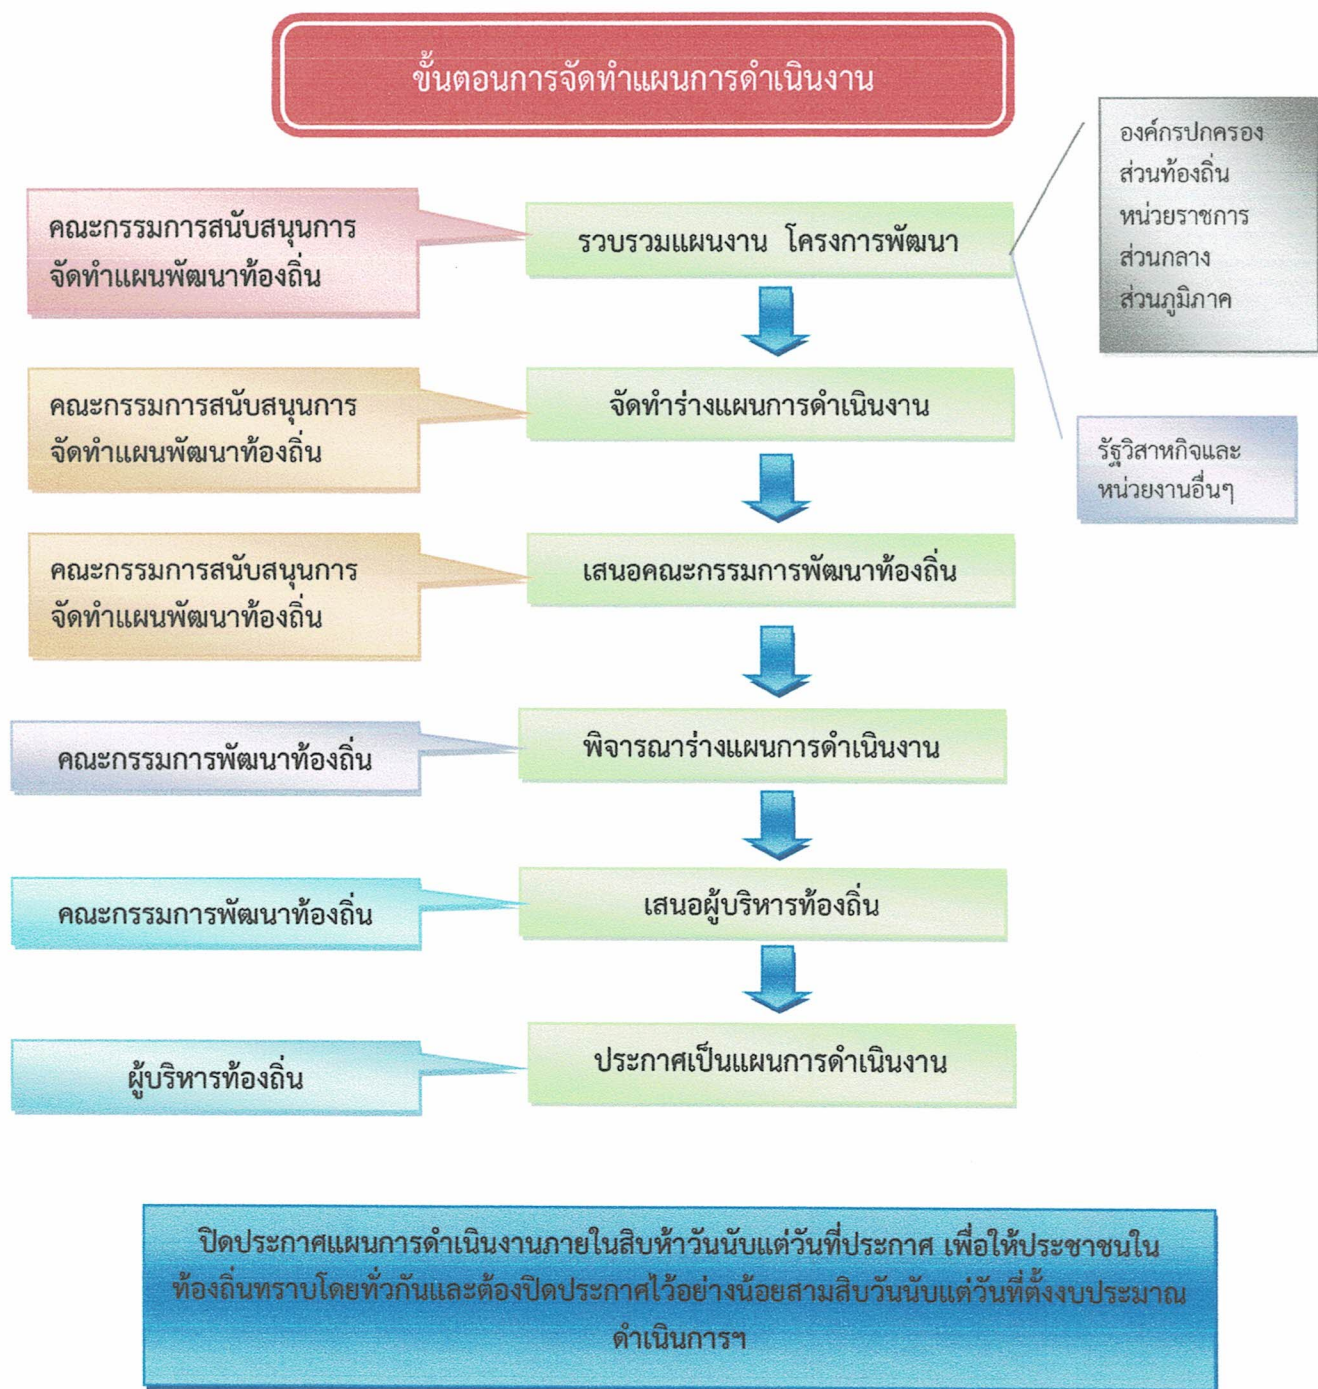 ขั้นตอนการจัดทำแผนการดำเนินงาน
องค์กรปกครอง
ส่วนท้องถิ่น
หน่วยราชการ
ส่วนกลาง
ส่วนภูมิภาค
คณะกรรมการสนับสนุนการ
จัดทำแผนพัฒนาท้องถิ่น
รวบรวมแผนงาน โครงการพัฒนา
คณะกรรมการสนับสนุนการ
จัดทำแผนพัฒนาท้องถิ่น
จัดทำร่างแผนการดำเนินงาน
รัฐวิสาหกิจและ
หน่วยงานอื่นๆ
คณะกรรมการสนับสนุนการ
จัดทำแผนพัฒนาท้องถิ่น
เสนอคณะกรรมการพัฒนาท้องถิ่น
คณะกรรมการพัฒนาท้องถิ่น
พิจารณาร่างแผนการดำเนินงาน
คณะกรรมการพัฒนาท้องถิ่น
เสนอผู้บริหารท้องถิ่น
ผู้บริหารท้องถิ่น
ประกาศเป็นแผนการดำเนินงาน
ปิดประกาศแผนการดำเนินงานภายในสิบห้าวันนับแต่วันที่ประกาศ เพื่อให้ประชาชนใน
ท้องถิ่นทราบโดยทั่วกันและต้องปิดประกาศไว้อย่างน้อยสามสิบวันนับแต่วันที่ตั้งงบประมาณ
ดำเนินการฯ